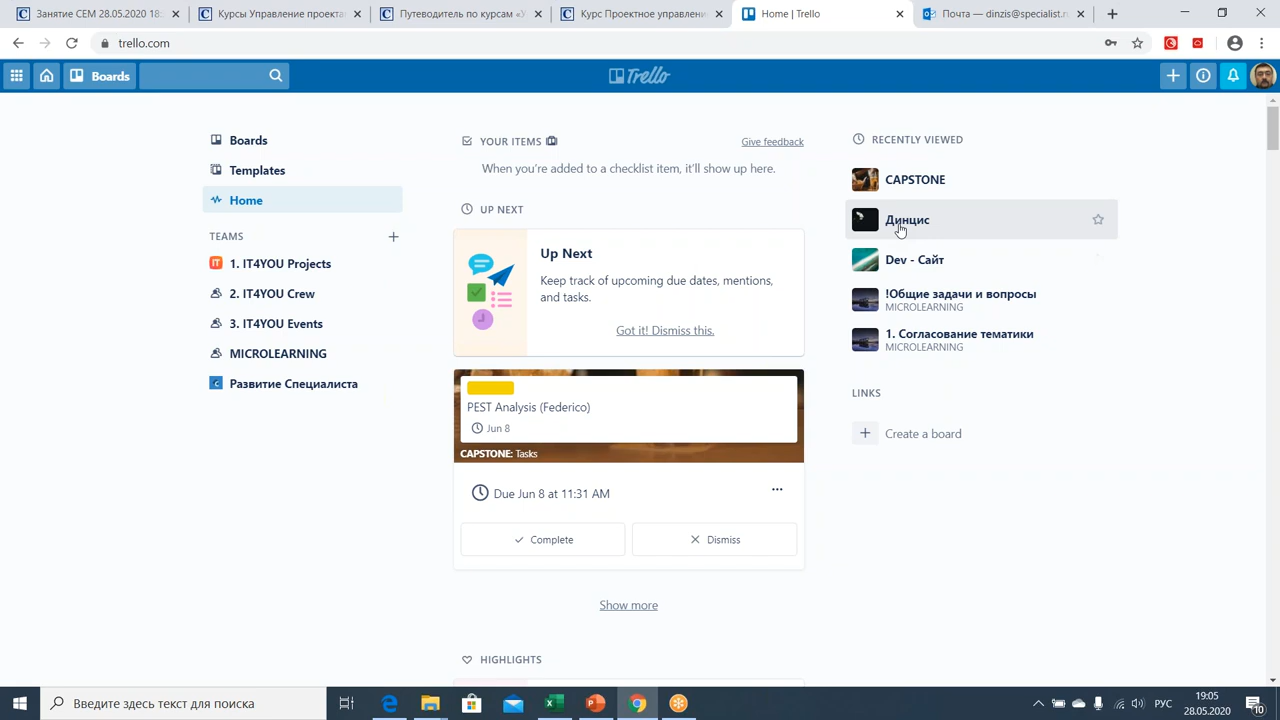 Занятие СЕМ 28.05.2020 18:
Курсы Управление проектам
Путеводитель по курсам «У
Курс Проектное управлени
Home | Trello
Почта — dinzis@specialist.r
trello.com
Boards
Trello
Boards
Templates
Home
TEAMS
1. IT4YOU Projects
2. IT4YOU Crew
3. IT4YOU Events
MICROLEARNING
Развитие Специалиста
YOUR ITEMS
Give feedback
When you're added to a checklist item, it'll show up here.
UP NEXT
Up Next
Keep track of upcoming due dates, mentions,
and tasks.
Got it! Dismiss this.
PEST Analysis (Federico)
Jun 8
CAPSTONE: Tasks
Due Jun 8 at 11:31 AM
Complete
Dismiss
Show more
HIGHLIGHTS
RECENTLY VIEWED
CAPSTONE
Динцис
Dev - Сайт
!Общие задачи и вопросы
MICROLEARNING
1. Согласование тематики
MICROLEARNING
LINKS
Create a board
Введите здесь текст для поиска
РУС
19:05
28.05.2020
10